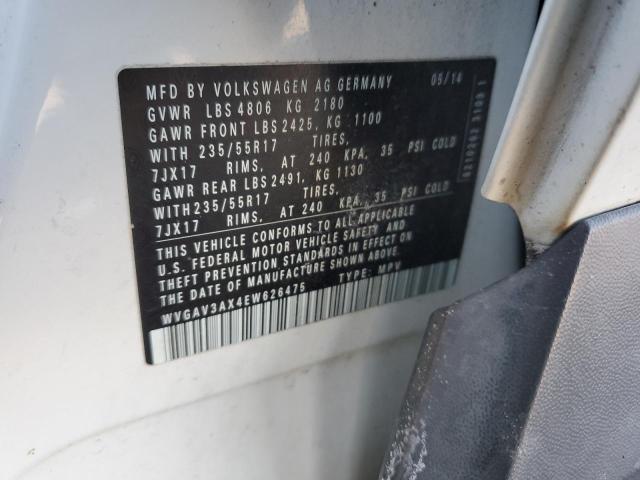 MFD BY VOLKSWAGEN AG GERMANY 05/14
GVWR LBS 4806 KG 2180
GAWR FRONT LBS 2425, KG 1100
WITH 235/55R17 TIRES,
7JX17 RIMS, AT 240 KPA, 35 PSI COLD
GAWR REAR LBS 2491, KG 1130
WITH 235/55R17 TIRES,
7JX17 RIMS, AT 240 KPA, 35 PSI COLD
THIS VEHICLE CONFORMS TO ALL APPLICABLE
U.S. FEDERAL MOTOR VEHICLE SAFETY AND
THEFT PREVENTION STANDARDS IN EFFECT ON
THE DATE OF MANUFACTURE SHOWN ABOVE.
WVGAV3AX4EW626475 TYPE: MPV